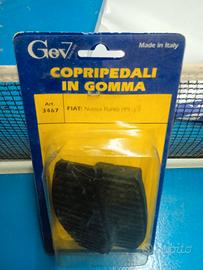 Gev
Made in Italy
COPRIPEDALI
IN GOMMA
Art.
3467
FIAT:
subito